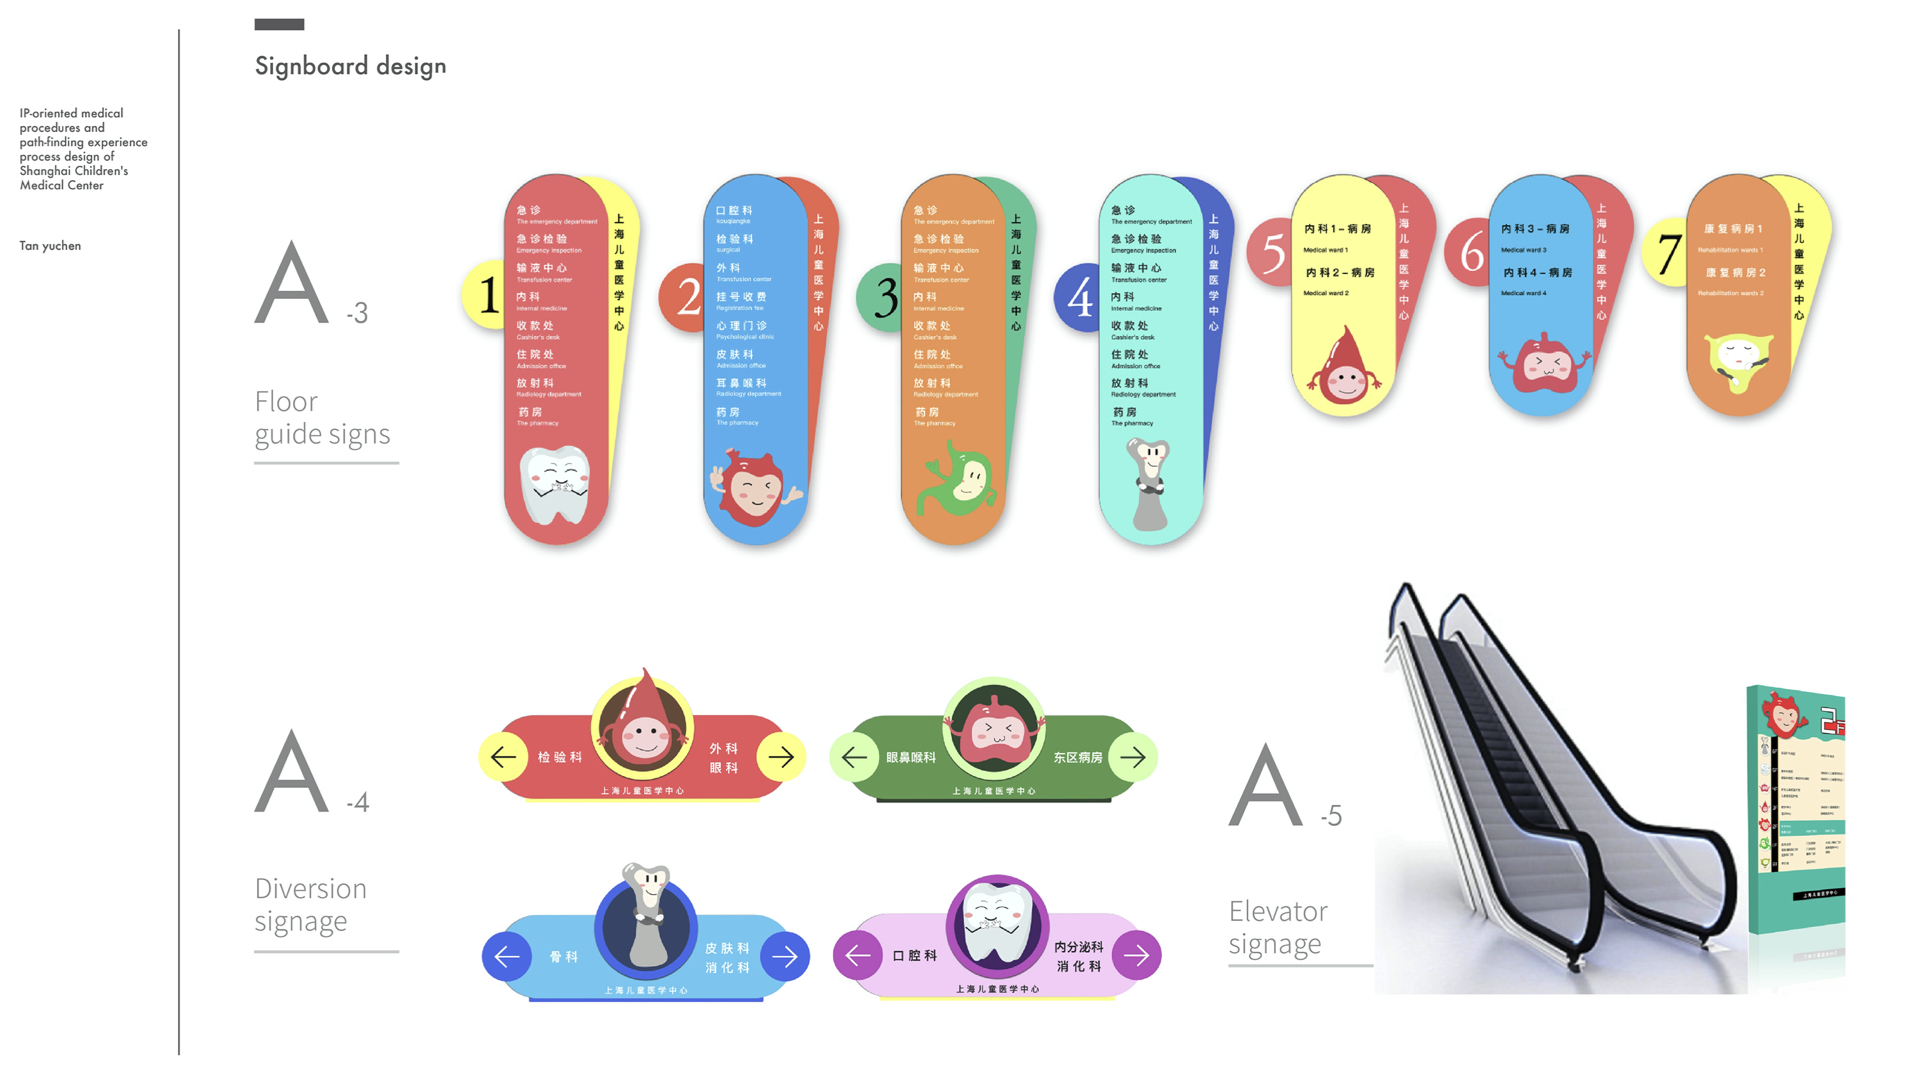 Signboard design
IP-oriented medical
procedures and
path-finding experience
process design of
Shanghai Children's
Medical Center
Tan yuchen
A -3
Floor
guide signs
1
急诊
The emergency department
急诊检验
Emergency inspection
输液中心
Transfusion center
内科
Internal medicine
收款处
Cashier's desk
住院处
Admission office
放射科
Radiology department
药房
The pharmacy
上海儿童医学中心
2
口腔科
kouqiangke
检验科
surgical
外科
Transfusion center
挂号收费
Registration fee
心理门诊
Psychological clinic
皮肤科
Admission office
耳鼻喉科
Radiology department
药房
The pharmacy
上海儿童医学中心
3
急诊
The emergency department
急诊检验
Emergency inspection
输液中心
Transfusion center
内科
Internal medicine
收款处
Cashier's desk
住院处
Admission office
放射科
Radiology department
药房
The pharmacy
上海儿童医学中心
4
急诊
The emergency department
急诊检验
Emergency inspection
输液中心
Transfusion center
内科
Internal medicine
收款处
Cashier's desk
住院处
Admission office
放射科
Radiology department
药房
The pharmacy
上海儿童医学中心
5
内科1-病房
Medical ward 1
内科2-病房
Medical ward 2
上海儿童医学中心
6
内科3-病房
Medical ward 3
内科4-病房
Medical ward 4
上海儿童医学中心
7
康复病房1
Rehabilitation wards 1
康复病房2
Rehabilitation wards 2
上海儿童医学中心
A -4
Diversion
signage
← 检验科
外科
眼科 →
上海儿童医学中心
← 眼鼻喉科
东区病房 →
上海儿童医学中心
← 骨科
皮肤科
消化科 →
上海儿童医学中心
← 口腔科
内分泌科
消化科 →
上海儿童医学中心
A -5
Elevator
signage
2F
上海儿童医学中心